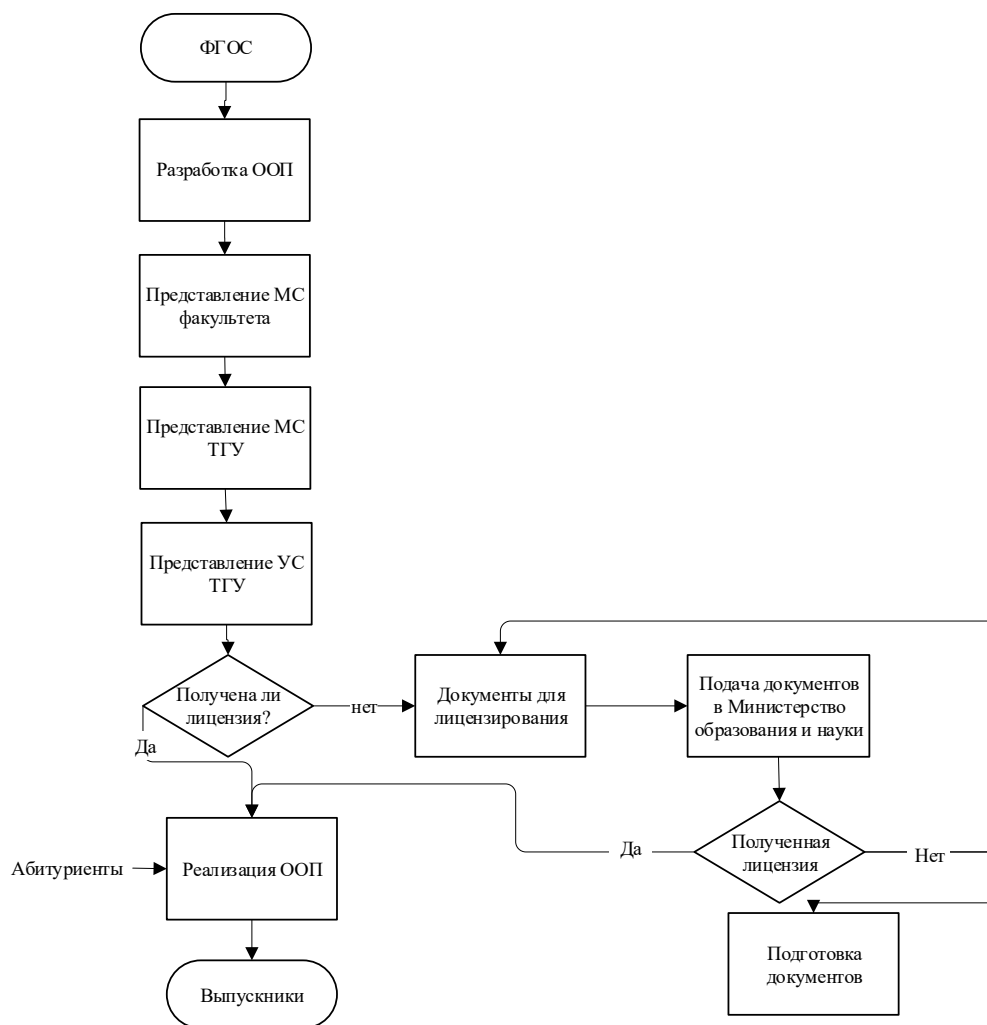 ФГОС
Разработка ООП
Представление МС
факультета
Представление МС
ТГУ
Представление УС
ТГУ
Получена ли
лицензия?
нет
Документы для
лицензирования
Подача документов
в Министерство
образования и науки
Да
Полученная
лицензия
Да
Нет
Абитуриенты
Реализация ООП
Подготовка
документов
Выпускники